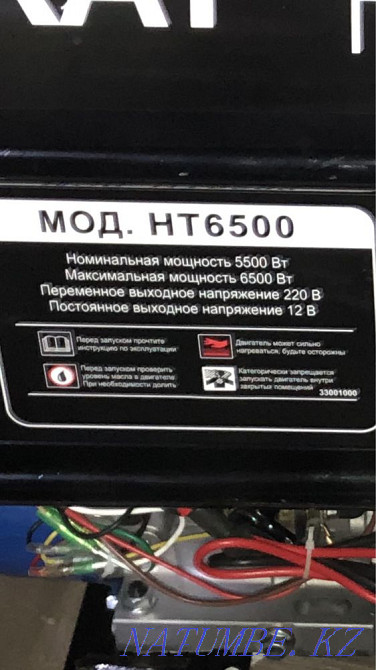 МОД. НТ6500
Номинальная мощность 5500 Вт
Максимальная мощность 6500 Вт
Переменное выходное напряжение 220 В
Постоянное выходное напряжение 12 В
Перед запуском прочтите
инструкцию по эксплуатации
Двигатель может сильно
нагреваться, будьте осторожны
Перед запуском проверить
уровень масла в двигателе
При необходимости долить
Категорически запрещается
запускать двигатель внутри
закрытых помещений
33001000
NATUMBE. KZ